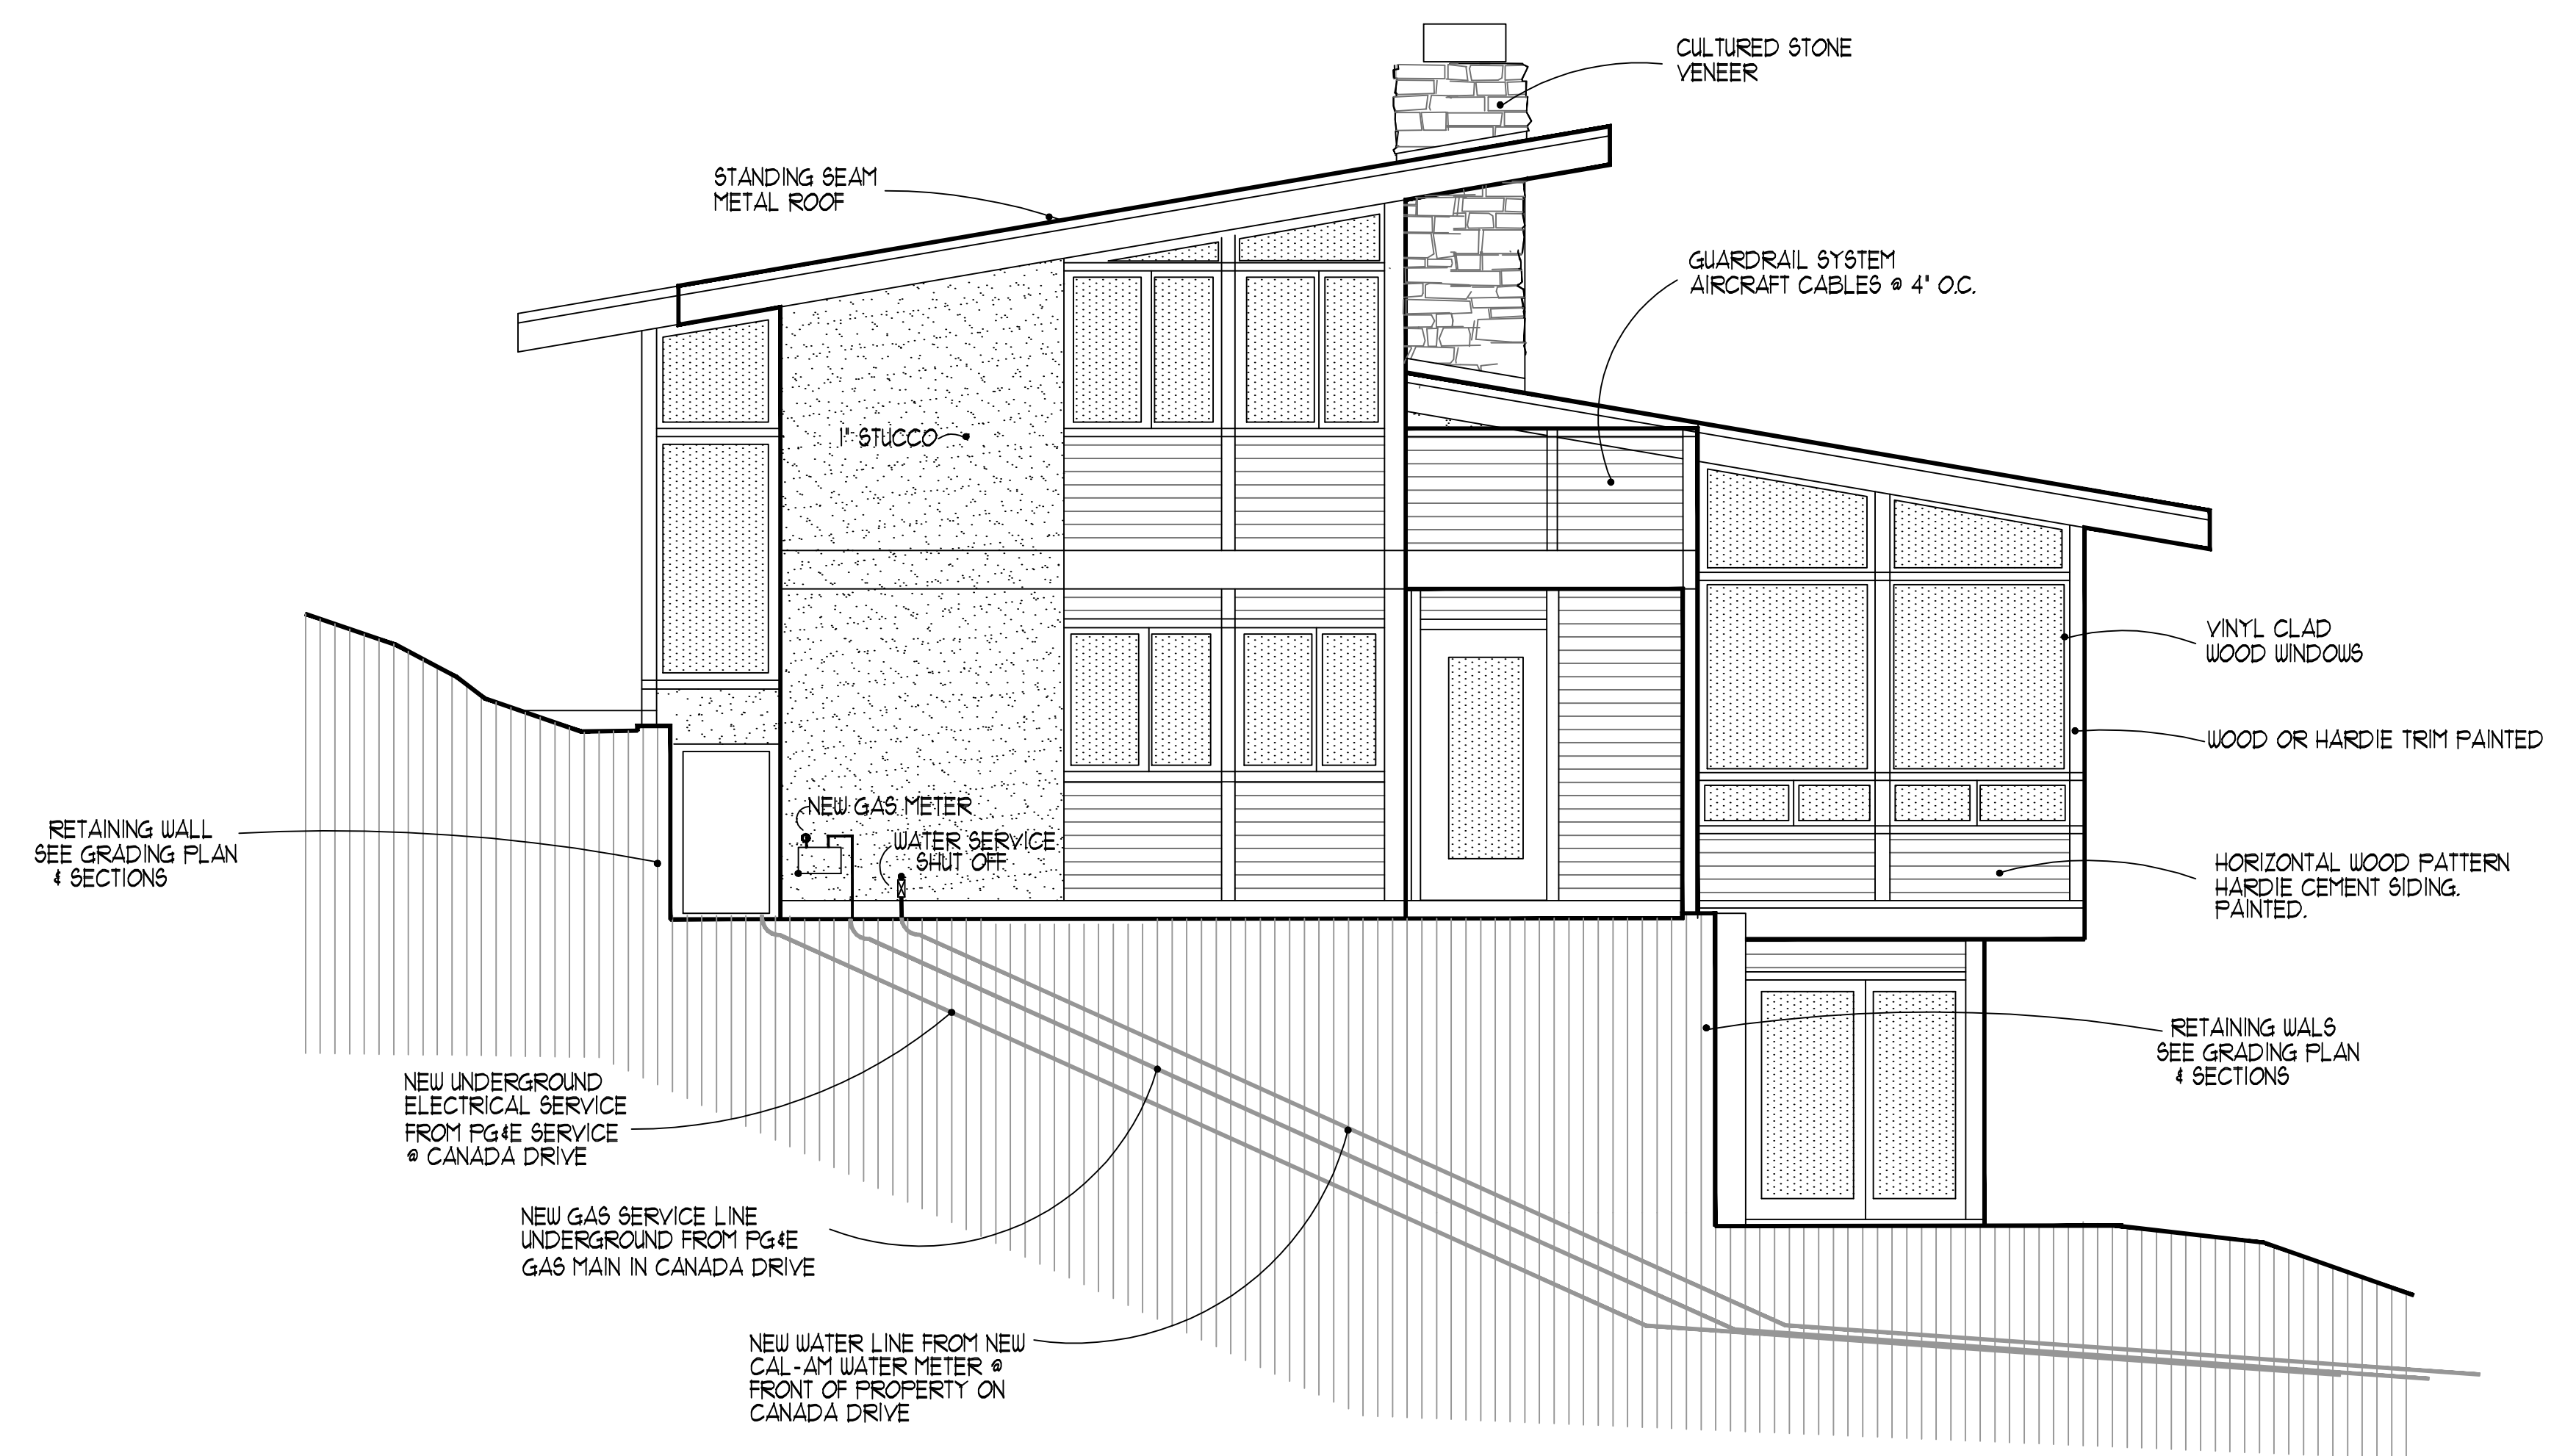 CULTURED STONE
VENEER
STANDING SEAM
METAL ROOF
GUARDRAIL SYSTEM
AIRCRAFT CABLES @ 4" O.C.
1" STUCCO
VINYL CLAD
WOOD WINDOWS
WOOD OR HARDIE TRIM PAINTED
NEW GAS METER
WATER SERVICE
SHUT OFF
RETAINING WALL
SEE GRADING PLAN
& SECTIONS
HORIZONTAL WOOD PATTERN
HARDIE CEMENT SIDING.
PAINTED.
RETAINING WALS
SEE GRADING PLAN
& SECTIONS
NEW UNDERGROUND
ELECTRICAL SERVICE
FROM PG&E SERVICE
@ CANADA DRIVE
NEW GAS SERVICE LINE
UNDERGROUND FROM PG&E
GAS MAIN IN CANADA DRIVE
NEW WATER LINE FROM NEW
CAL-AM WATER METER @
FRONT OF PROPERTY ON
CANADA DRIVE